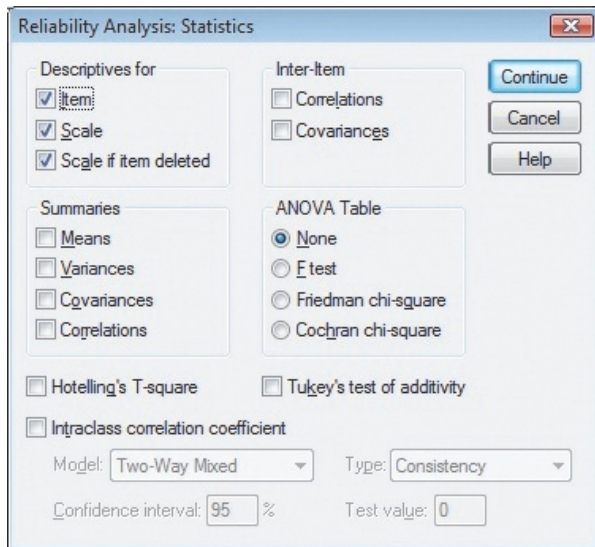 Reliability Analysis: Statistics
Descriptives for
Item
Scale
Scale if item deleted
Inter-Item
Correlations
Covariances
Continue
Cancel
Help
Summaries
Means
Variances
Covariances
Correlations
ANOVA Table
None
F test
Friedman chi-square
Cochran chi-square
Hotelling's T-square
Tukey's test of additivity
Intraclass correlation coefficient
Model: Two-Way Mixed
Type: Consistency
Confidence interval: 95 %
Test value: 0